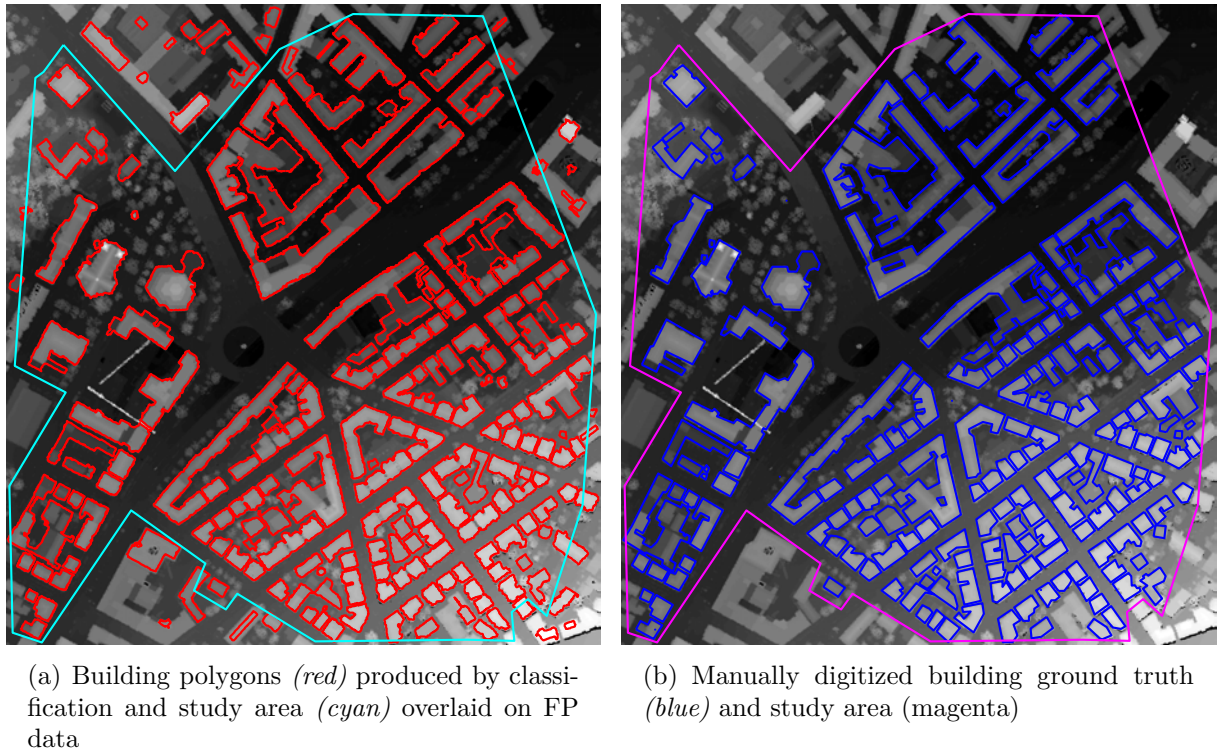 (a) Building polygons (red) produced by classi-
fication and study area (cyan) overlaid on FP
data
(b) Manually digitized building ground truth
(blue) and study area (magenta)